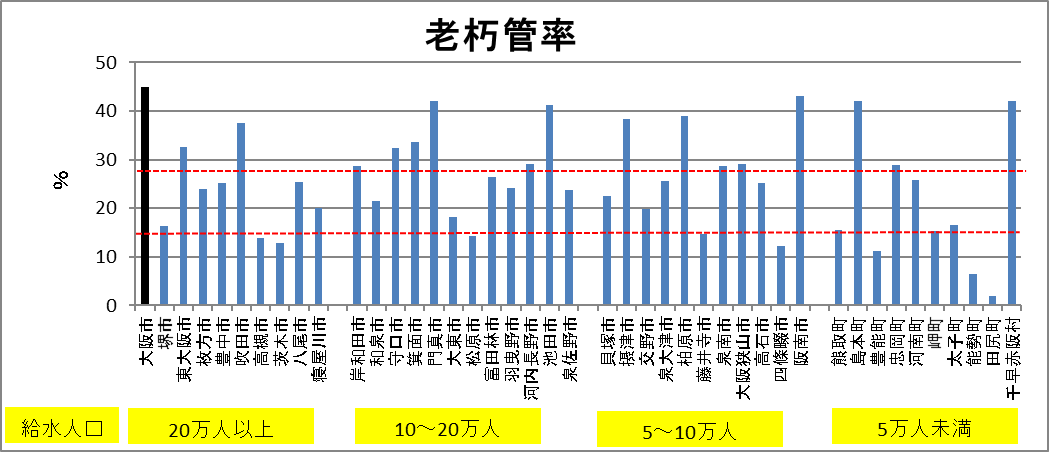 老朽管率
%
50
40
30
20
10
0
大阪市
堺市
東大阪市
枚方市
豊中市
吹田市
高槻市
茨木市
八尾市
寝屋川市
岸和田市
和泉市
守口市
箕面市
門真市
大東市
松原市
富田林市
羽曳野市
河内長野市
池田市
泉佐野市
貝塚市
摂津市
交野市
泉大津市
柏原市
藤井寺市
泉南市
大阪狭山市
高石市
四條畷市
阪南市
熊取町
島本町
豊能町
忠岡町
河南町
岬町
太子町
能勢町
田尻町
千早赤阪村
給水人口
20万人以上
10～20万人
5～10万人
5万人未満